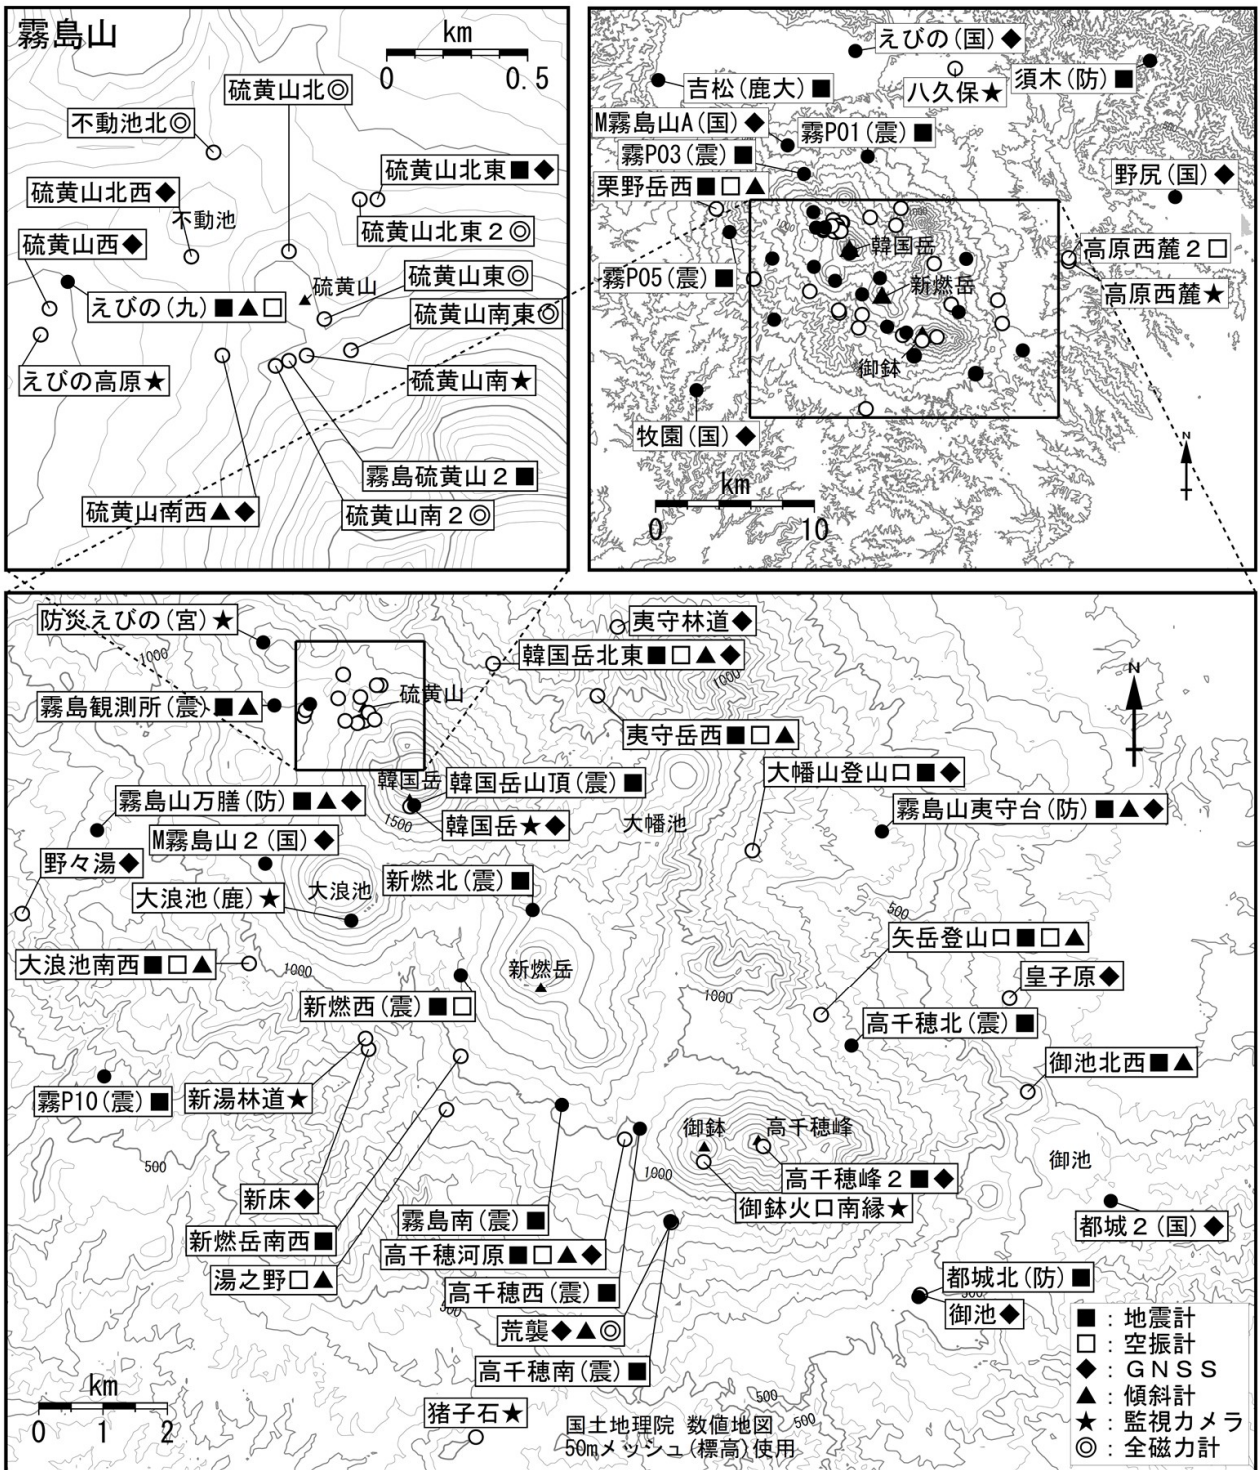 霧島山
km
0 0.5
硫黄山北◎
不動池北◎
硫黄山北東■◆
硫黄山北西◆
不動池
硫黄山北東2◎
硫黄山西◆
硫黄山東◎
硫黄山
えびの(九)■▲□
硫黄山南東◎
えびの高原★
硫黄山南★
霧島硫黄山2■
硫黄山南西▲◆
硫黄山南2◎
えびの(国)◆
吉松(鹿大)■
八久保★
須木(防)■
M霧島山A(国)◆
霧P01(震)■
霧P03(震)■
栗野岳西■□▲
野尻(国)◆
韓国岳
高原西麓2□
霧P05(震)■
新燃岳
高原西麓★
御鉢
牧園(国)◆
N
km
0 10
防災えびの(宮)★
夷守林道◆
1000
韓国岳北東■□▲◆
1000
霧島観測所(震)■▲
硫黄山
夷守岳西■□▲
N
韓国岳
韓国岳山頂(震)■
大幡山登山口■◆
霧島山万膳(防)■▲◆
霧島山夷守台(防)■▲◆
1500
韓国岳★◆
大幡池
M霧島山2(国)◆
野々湯◆
新燃北(震)■
大浪池
大浪池(鹿)★
500
矢岳登山口■□▲
大浪池南西■□▲
1000
新燃岳
皇子原◆
新燃西(震)■□
1000
高千穂北(震)■
御池北西■▲
霧P10(震)■
新湯林道★
御鉢
高千穂峰
500
1000
御池
高千穂峰2■◆
新床◆
御鉢火口南縁★
霧島南(震)■
都城2(国)◆
新燃岳南西■
高千穂河原■□▲◆
湯之野□▲
都城北(防)■
高千穂西(震)■
500
御池◆
荒襲◆▲◎
高千穂南(震)■
■：地震計
□：空振計
◆：GNSS
▲：傾斜計
★：監視カメラ
◎：全磁力計
km
0 1 2
猪子石★
500
500
国土地理院 数値地図
50mメッシュ(標高)使用